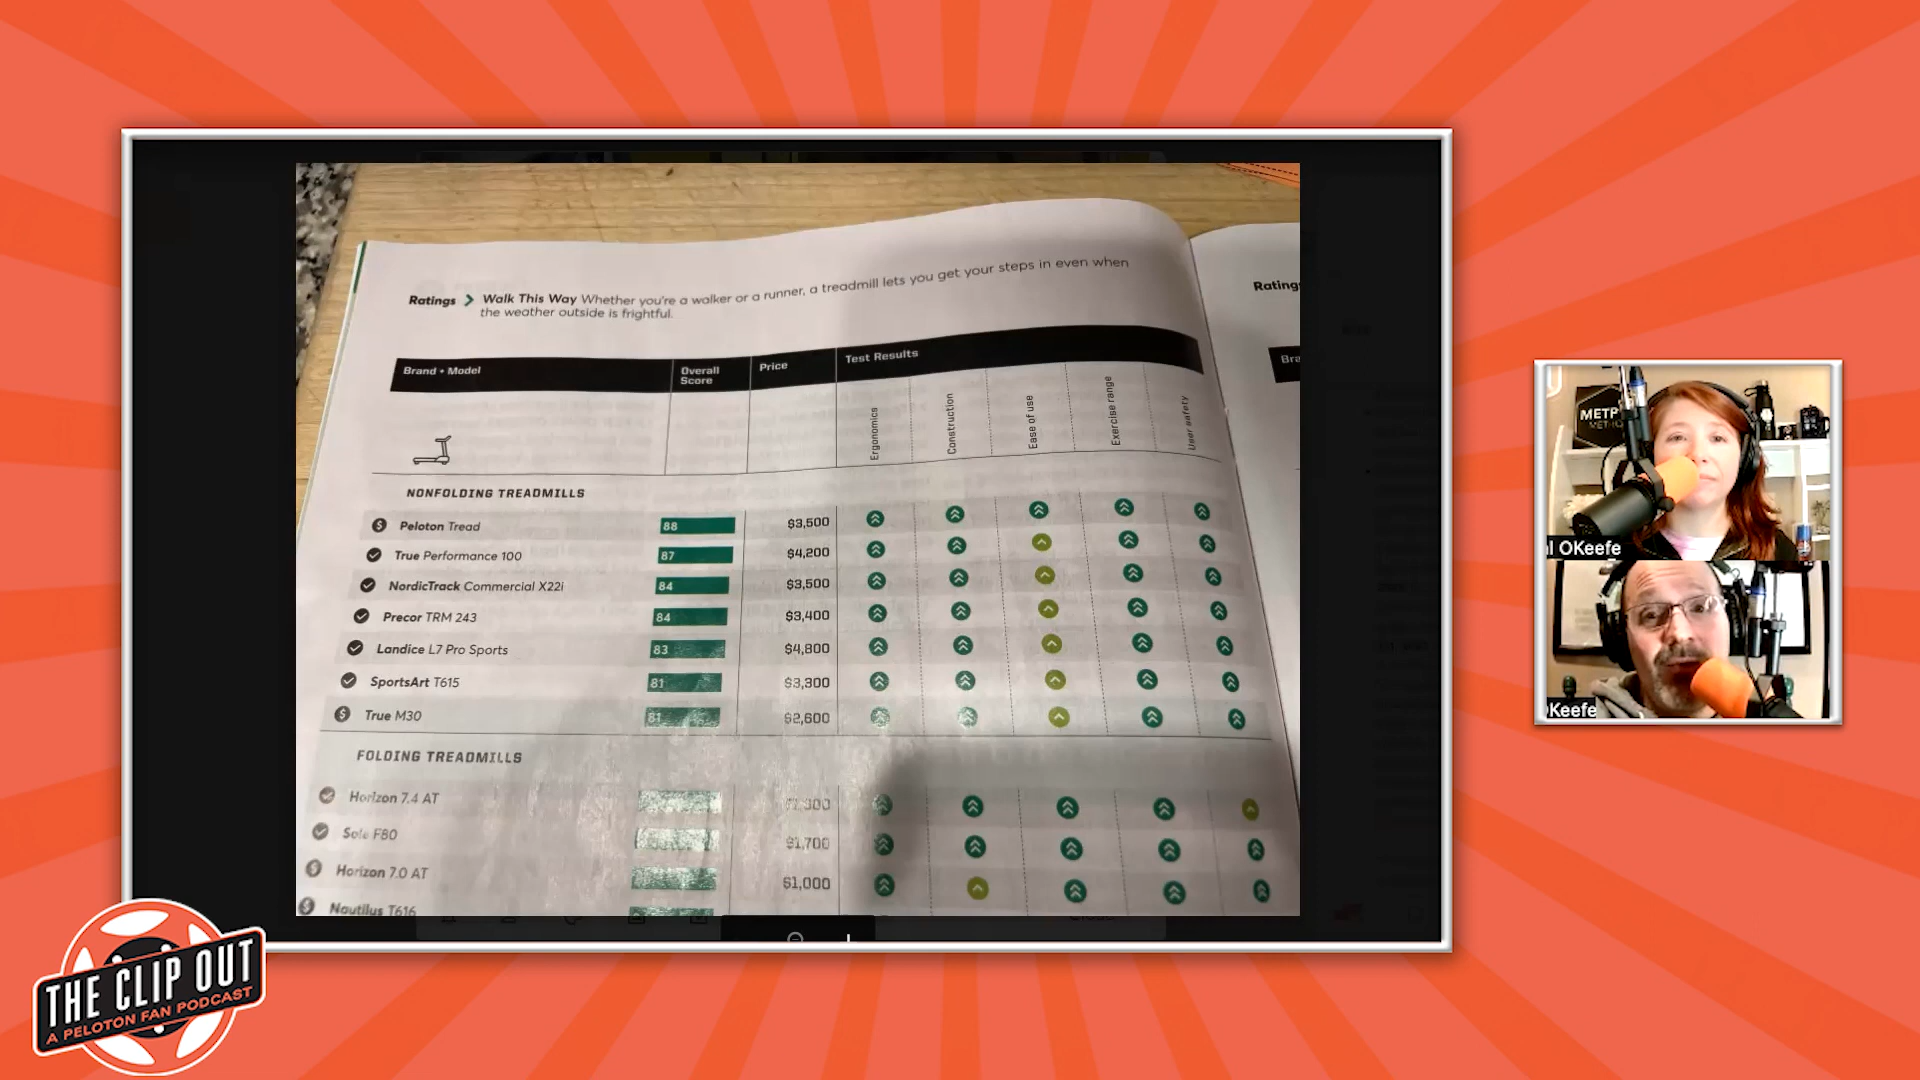 Ratings > Walk This Way Whether you're a walker or a runner, a treadmill lets you get your steps in even when
the weather outside is frightful.
Ratings
Brand + Model Overall Score Price Test Results
Bra
Ergonomics Construction Ease of use Exercise range User safety
NONFOLDING TREADMILLS
Peloton Tread 88 $3,500
True Performance 100 87 $4,200
NordicTrack Commercial X22i 84 $3,500
Precor TRM 243 84 $3,400
Landice L7 Pro Sports 83 $4,800
SportsArt T615 81 $3,300
True M30 81 $2,600
FOLDING TREADMILLS
Horizon 7.4 AT
Sole F80 $1,700
Horizon 7.0 AT $1,000
Nautilus T616
METP
l OKeefe
Keefe
THE CLIP OUT
A PELOTON FAN PODCAST